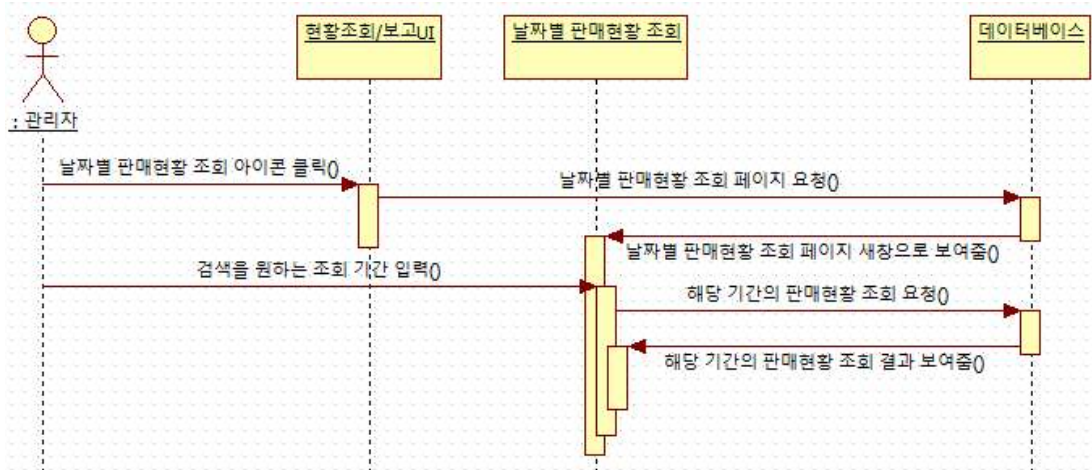 현황조회/보고UI
날짜별 판매현황 조회
데이터베이스
: 관리자
날짜별 판매현황 조회 아이콘 클릭()
날짜별 판매현황 조회 페이지 요청()
날짜별 판매현황 조회 페이지 새창으로 보여줌()
검색을 원하는 조회 기간 입력()
해당 기간의 판매현황 조회 요청()
해당 기간의 판매현황 조회 결과 보여줌()